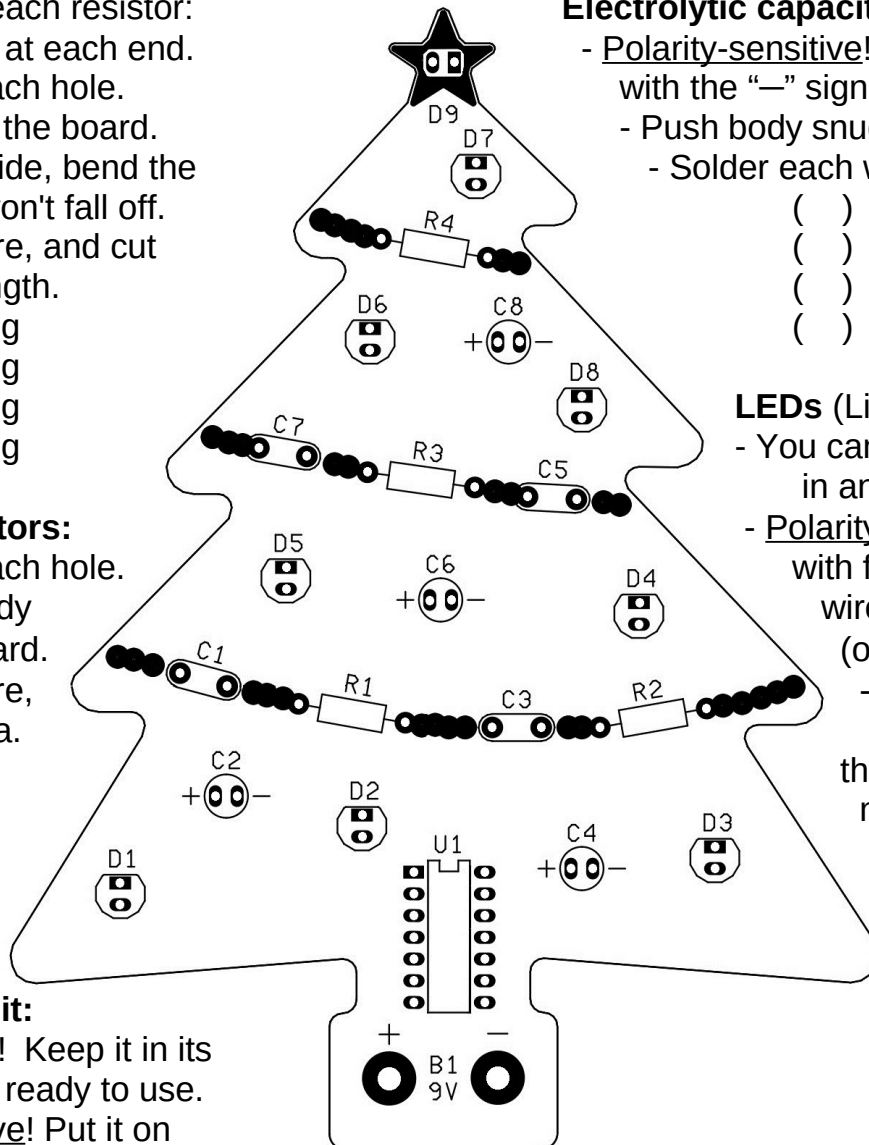 each resistor:
at each end.
ach hole.
the board.
ide, bend the
on't fall off.
re, and cut
ngth.
g
g
g
g
tors:
ach hole.
dy
ard.
re,
a.
it:
! Keep it in its
ready to use.
ve! Put it on
Electrolytic capacit
- Polarity-sensitive!
with the “—” sign
- Push body snug
- Solder each w
( )
( )
( )
( )
LEDs (Li
- You can
in an
- Polarity
with f
wire
(o
-
th
D9
D7
R4
D6
C8
+ -
D8
C7
R3
C5
D5
C6
+ -
D4
C1
R1
C3
R2
C2
+ -
D2
C4
+ -
D3
D1
U1
+ -
B1
9V